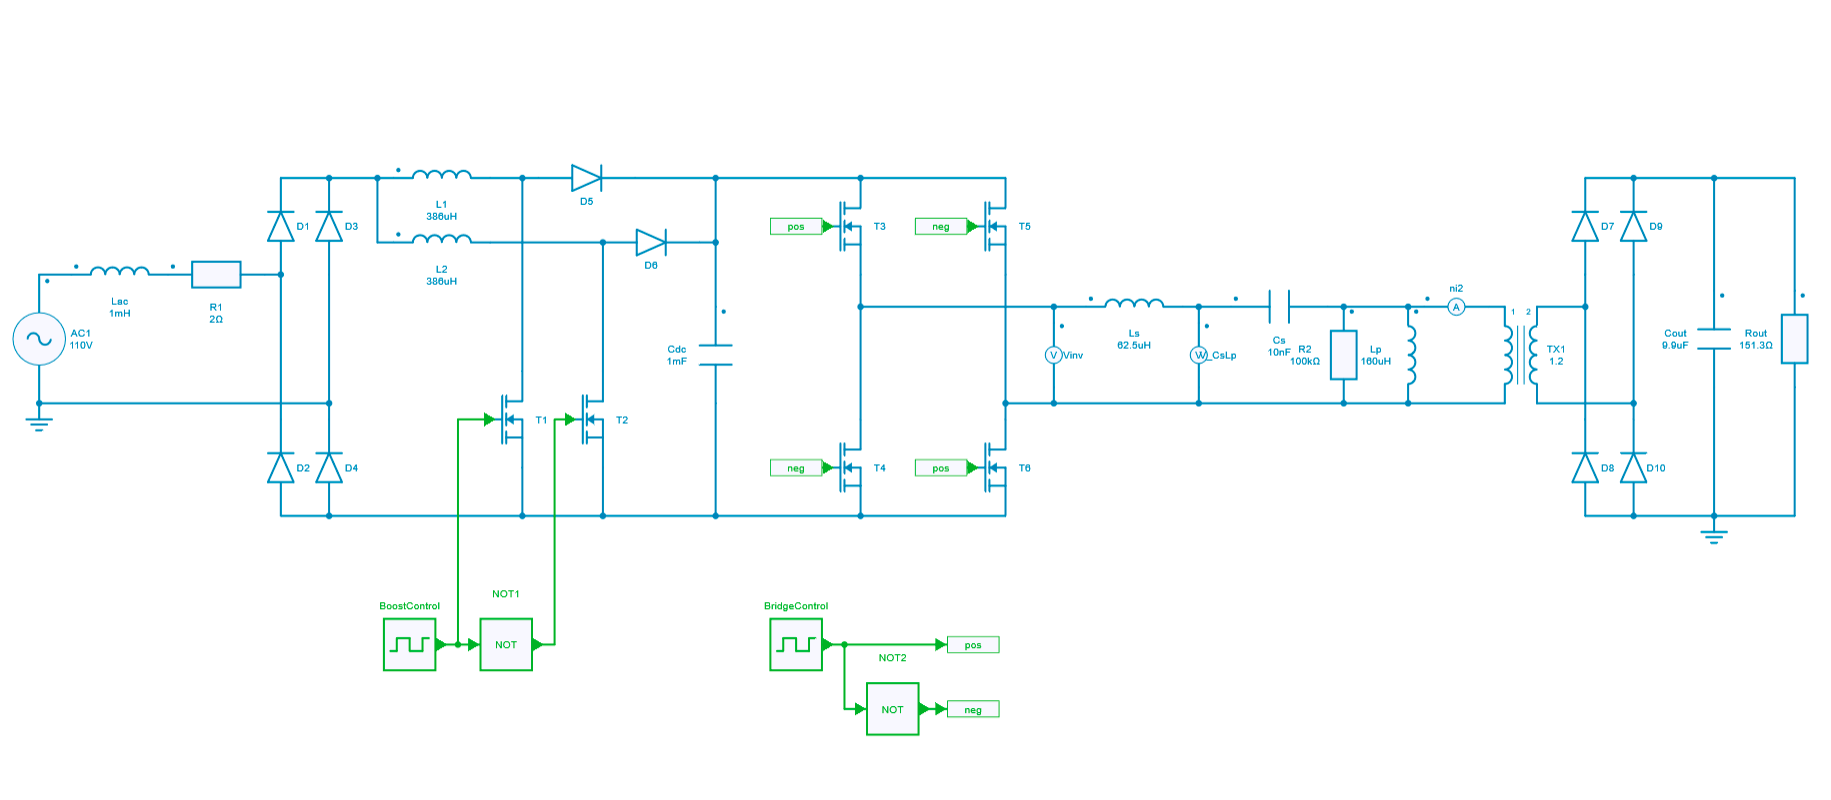 D1
D3
L1
386uH
D5
L2
386uH
D6
pos
T3
neg
T5
Lac
1mH
R1
2Ω
AC1
110V
Cdc
1mF
T1
T2
D2
D4
neg
T4
pos
T6
V
Vinv
Ls
62.5uH
W_CsLp
Cs
10nF
R2
100kΩ
Lp
160uH
ni2
A
1
2
TX1
1.2
D7
D9
D8
D10
Cout
9.9uF
Rout
151.3Ω
BoostControl
NOT1
NOT
BridgeControl
pos
NOT2
NOT
neg